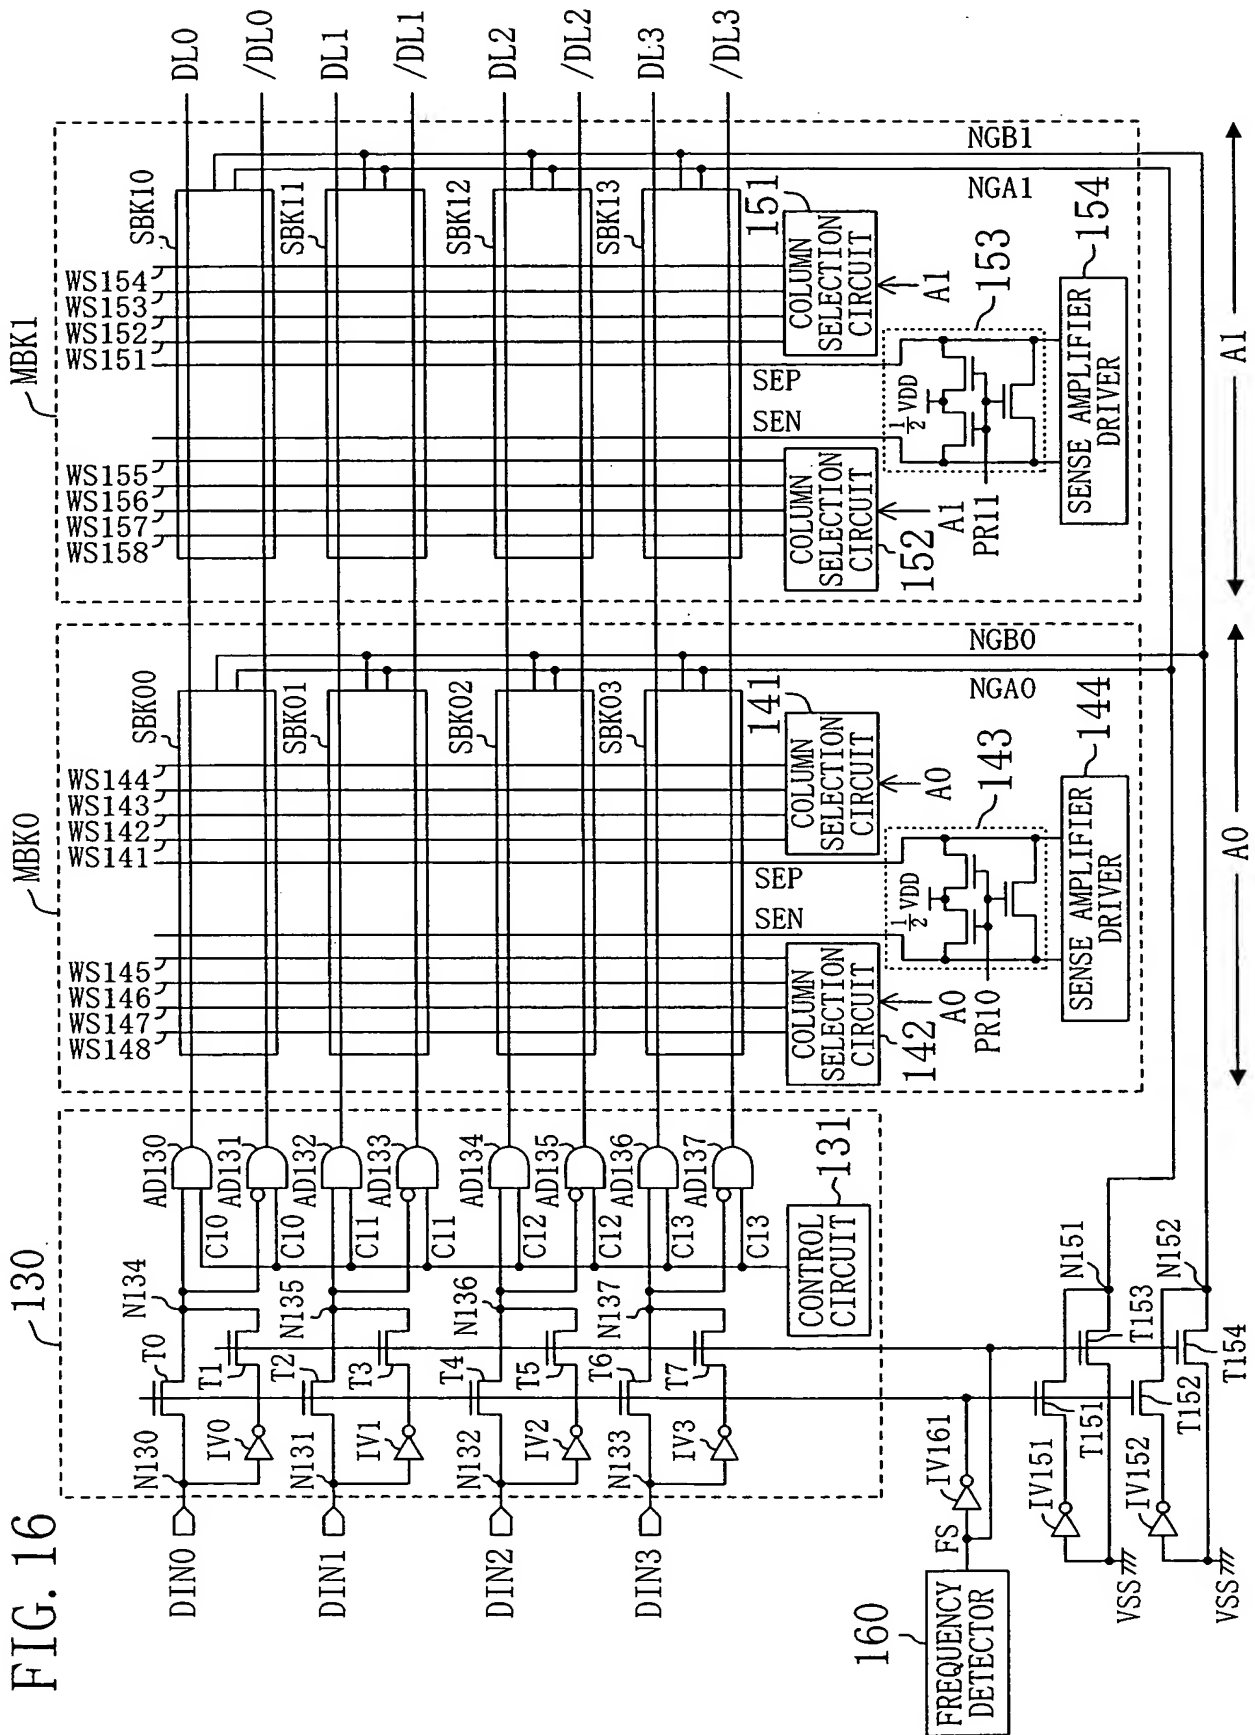 FIG. 16
130
MBK0
MBK1
DIN0
DIN1
DIN2
DIN3
N130
N131
N132
N133
T0
T1
T2
T3
T4
T5
T6
T7
IV0
IV1
IV2
IV3
N134
N135
N136
N137
AD130
AD131
AD132
AD133
AD134
AD135
AD136
AD137
C10
C10
C11
C11
C12
C12
C13
C13
CONTROL
CIRCUIT
131
WS148
WS147
WS146
WS145
WS141
WS142
WS143
WS144
SBK00
SBK01
SBK02
SBK03
SEN
SEP
COLUMN
SELECTION
CIRCUIT
142
A0
COLUMN
SELECTION
CIRCUIT
141
A0
PR10
1/2 VDD
143
SENSE AMPLIFIER
DRIVER
144
NGB0
NGA0
WS158
WS157
WS156
WS155
WS151
WS152
WS153
WS154
SBK10
SBK11
SBK12
SBK13
SEN
SEP
COLUMN
SELECTION
CIRCUIT
152
A1
COLUMN
SELECTION
CIRCUIT
151
A1
PR11
1/2 VDD
153
SENSE AMPLIFIER
DRIVER
154
NGB1
NGA1
DL0
/DL0
DL1
/DL1
DL2
/DL2
DL3
/DL3
160
FREQUENCY
DETECTOR
FS
IV161
IV151
IV152
T151
T152
T153
T154
N151
N152
VSS
VSS
A0
A1